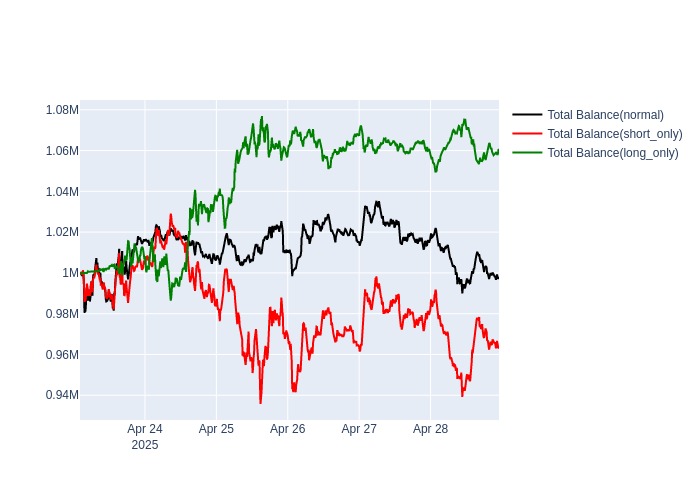 1.08M
1.06M
1.04M
1.02M
1M
0.98M
0.96M
0.94M
Apr 24
2025
Apr 25
Apr 26
Apr 27
Apr 28
Total Balance(normal)
Total Balance(short_only)
Total Balance(long_only)